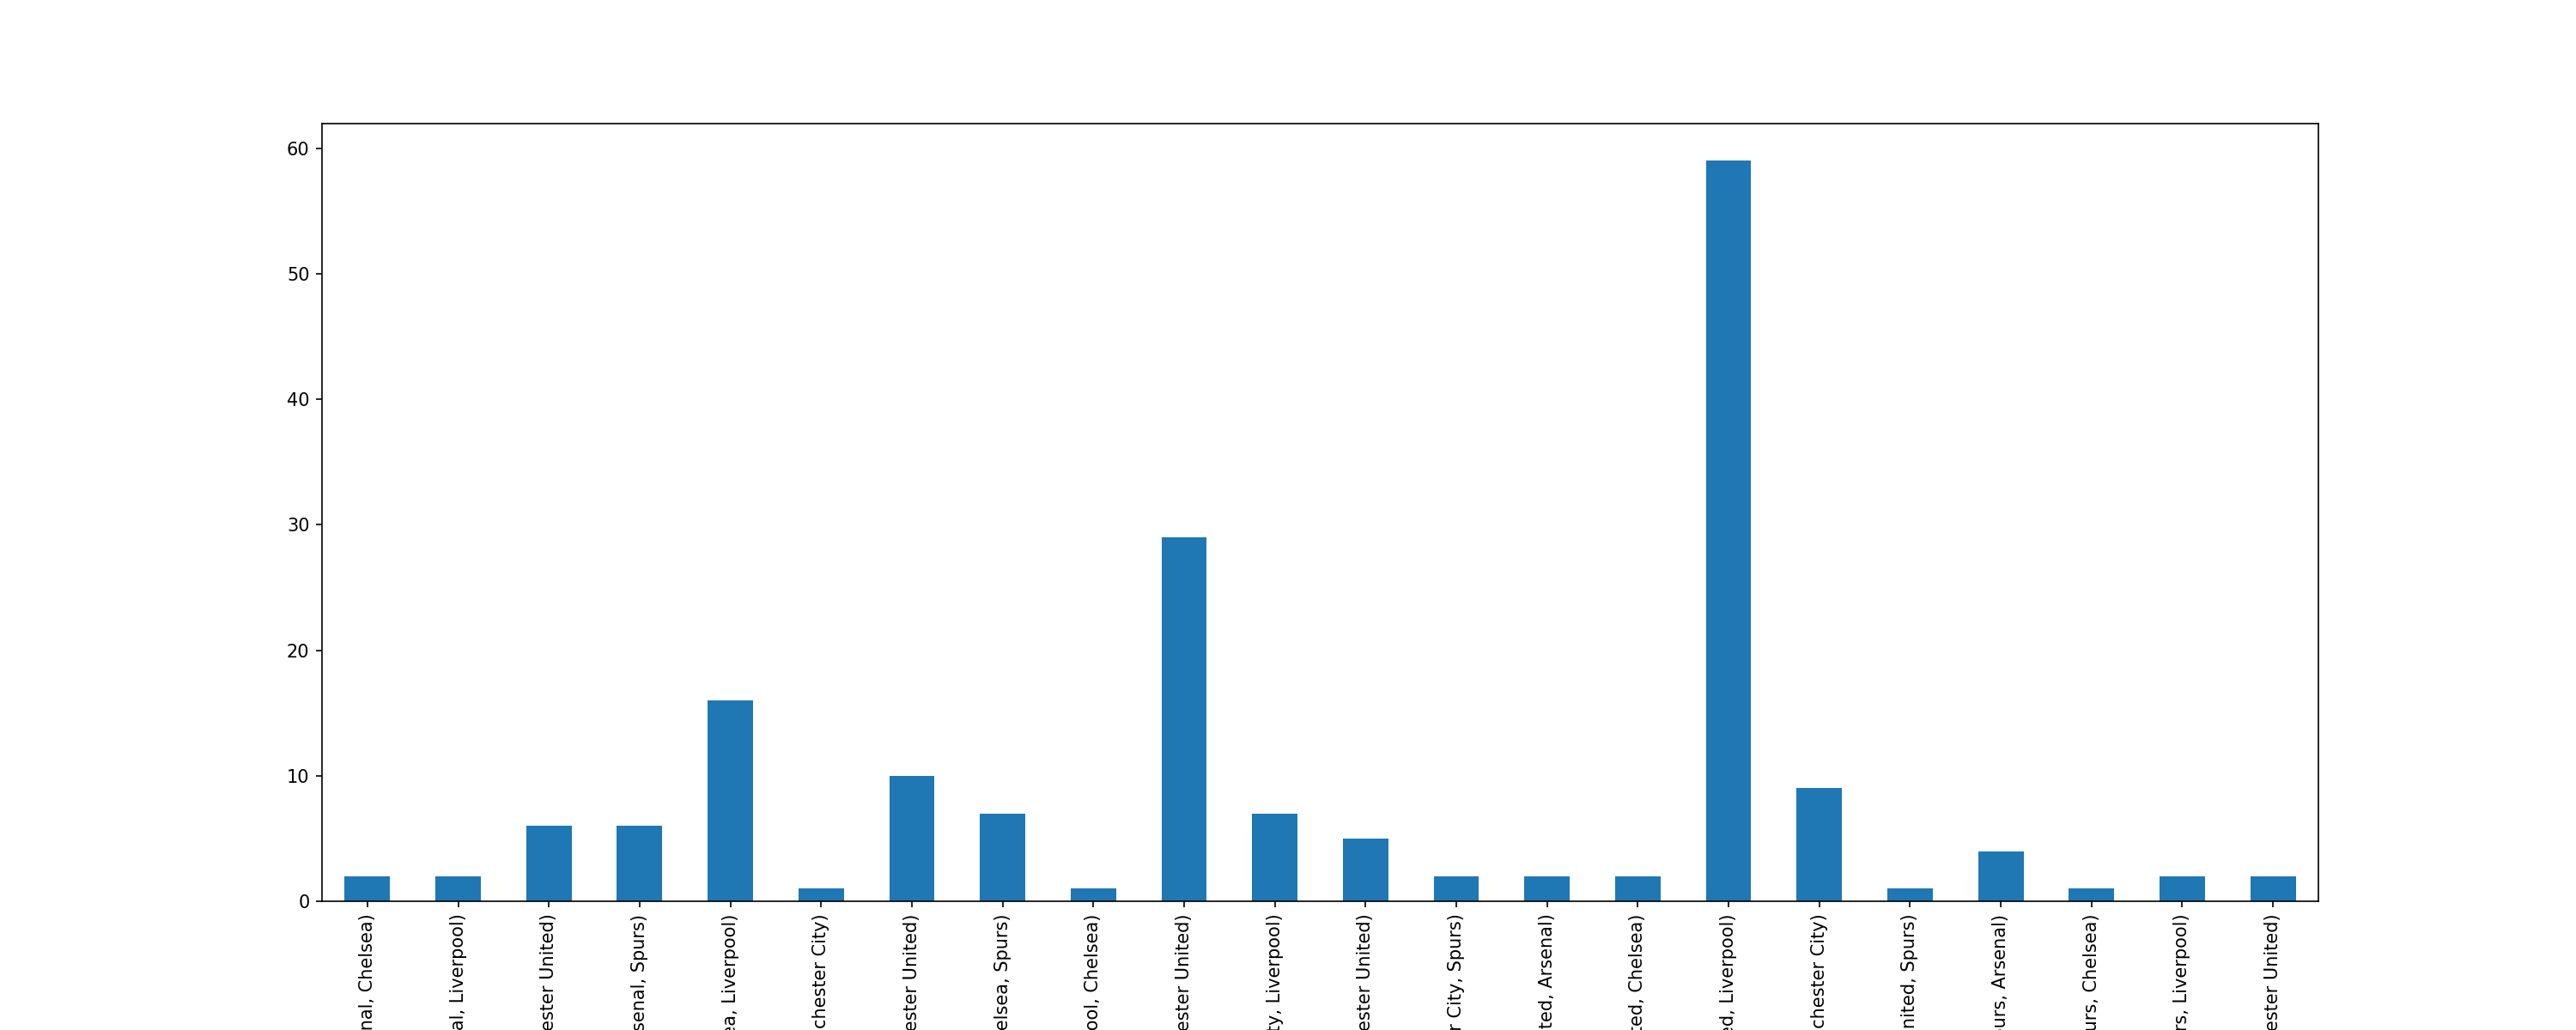 60
50
40
30
20
10
0
nal, Chelsea)
al, Liverpool)
ester United)
senal, Spurs)
ea, Liverpool)
chester City)
ester United)
elsea, Spurs)
ool, Chelsea)
ester United)
ty, Liverpool)
ester United)
r City, Spurs)
ted, Arsenal)
ted, Chelsea)
ed, Liverpool)
chester City)
nited, Spurs)
urs, Arsenal)
urs, Chelsea)
rs, Liverpool)
ester United)